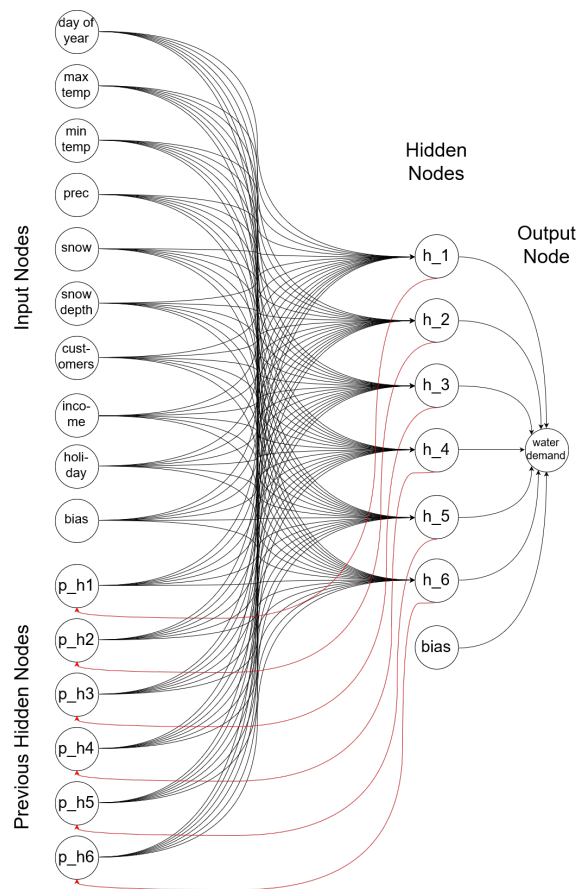 day of
year
max
temp
min
temp
prec
snow
snow
depth
cust-
omers
inco-
me
holi-
day
bias
p_h1
p_h2
p_h3
p_h4
p_h5
p_h6
Input Nodes
Previous Hidden Nodes
Hidden
Nodes
h_1
h_2
h_3
h_4
h_5
h_6
bias
Output
Node
water
demand